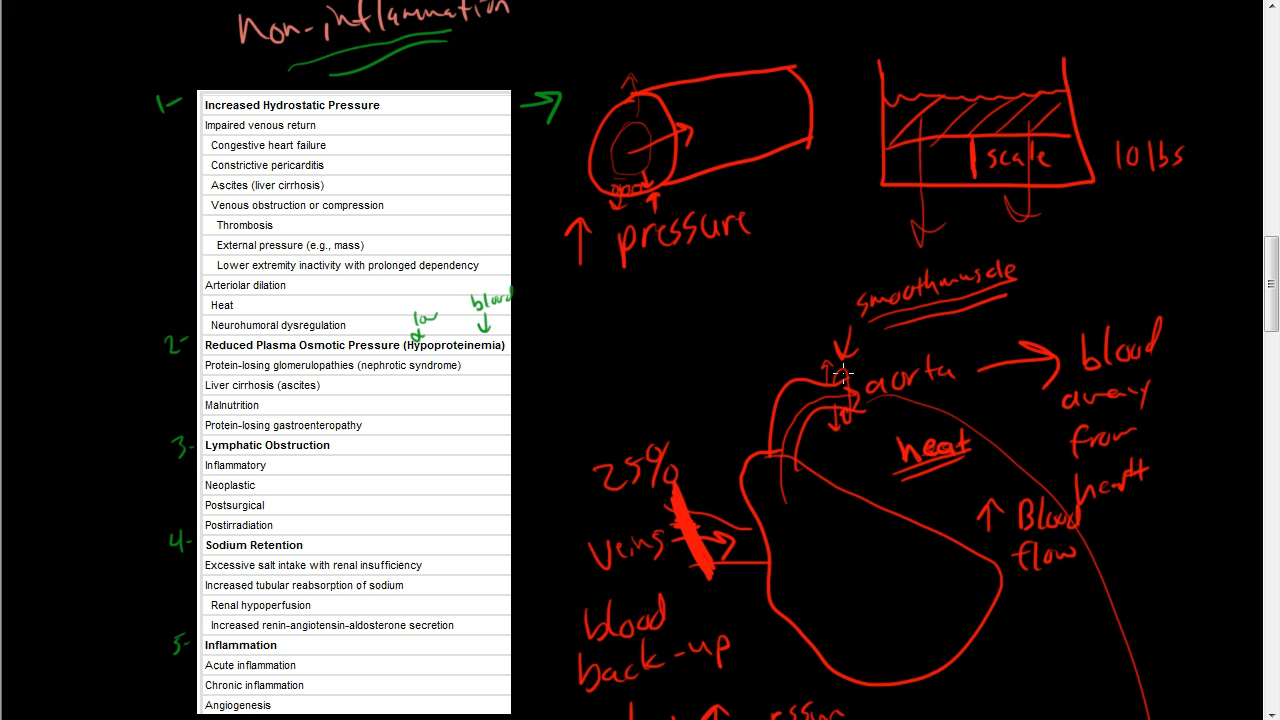 non-inflammation
1-
Increased Hydrostatic Pressure
Impaired venous return
Congestive heart failure
Constrictive pericarditis
Ascites (liver cirrhosis)
Venous obstruction or compression
Thrombosis
External pressure (e.g., mass)
Lower extremity inactivity with prolonged dependency
Arteriolar dilation
Heat
Neurohumoral dysregulation
low
blood
2-
Reduced Plasma Osmotic Pressure (Hypoproteinemia)
Protein-losing glomerulopathies (nephrotic syndrome)
Liver cirrhosis (ascites)
Malnutrition
Protein-losing gastroenteropathy
3-
Lymphatic Obstruction
Inflammatory
Neoplastic
Postsurgical
Postirradiation
4-
Sodium Retention
Excessive salt intake with renal insufficiency
Increased tubular reabsorption of sodium
Renal hypoperfusion
Increased renin-angiotensin-aldosterone secretion
5-
Inflammation
Acute inflammation
Chronic inflammation
Angiogenesis
↑ pressure
scale
10 lbs
smooth muscle
aorta
blood
away
from
heart
heat
↑ Blood
flow
25%
veins
blood
back-up